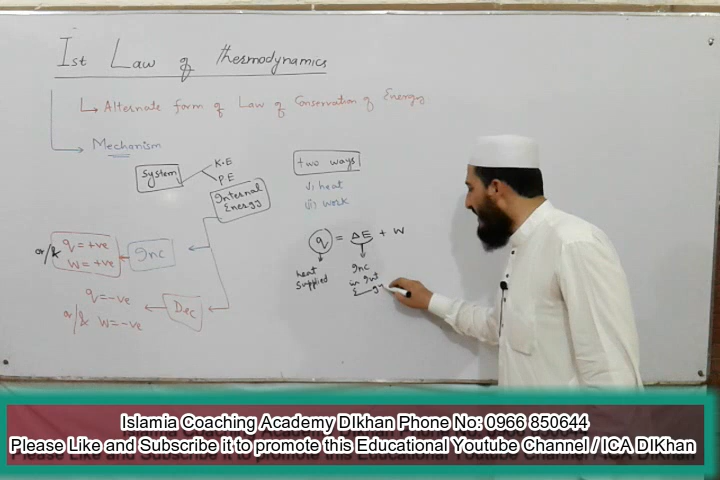 Ist Law of thermodynamics
Alternate form of Law of Conservation of Energy
Mechanism
System
K.E
P.E
Internal
Energy
two ways
(i) heat
(ii) work
q = ΔE + W
heat
supplied
Inc
in Int
E
or/&
q = +ve
W = +ve
Inc
q = -ve
or/& W = -ve
Dec
Islamia Coaching Academy DIkhan Phone No: 0966 850644
Please Like and Subscribe it to promote this Educational Youtube Channel / ICA DIKhan